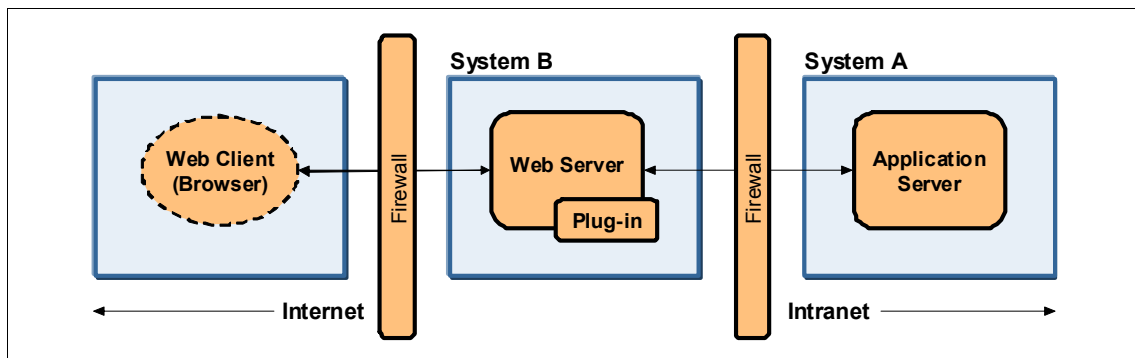 System B
System A
Web Client
(Browser)
Firewall
Web Server
Plug-in
Firewall
Application
Server
Internet
Intranet